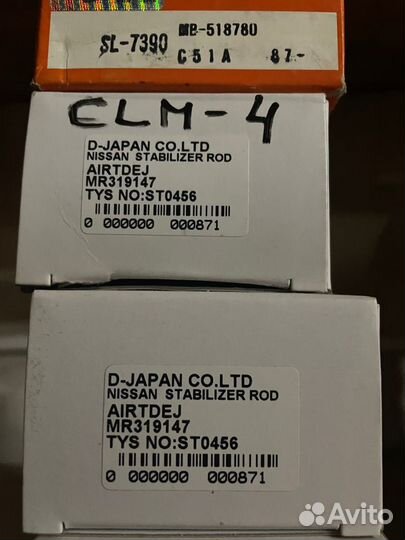 MB-518780
SL-7390
C51A 87-
ELM-4
D-JAPAN CO.LTD
NISSAN STABILIZER ROD
AIRTDEJ
MR319147
TYS NO:ST0456
0 000000 000871
D-JAPAN CO.LTD
NISSAN STABILIZER ROD
AIRTDEJ
MR319147
TYS NO:ST0456
0 000000 000871
Avito